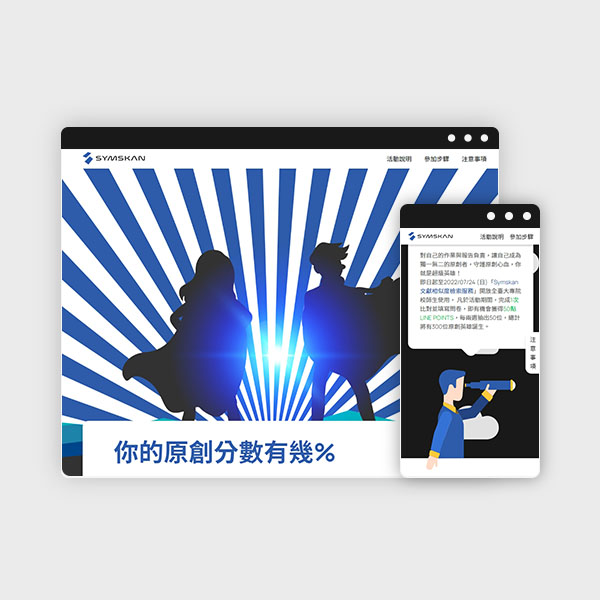 SYMSKAN
活動說明 參加步驟 注意事項
你的原創分數有幾%
SYMSKAN
活動說明 參加步驟
對自己的作業與報告負責,讓自己成為
獨一無二的原創者,守護原創心血,你
就是超級英雄!
即日起至2022/07/24 (日)「Symskan
文獻相似度檢索服務」開放全臺大專院
校師生使用。凡於活動期間,完成1次
比對並填寫問卷,即有機會獲得50點
LINE POINTS,每兩週抽出50位,總計
將有300位原創英雄誕生。
注意事項